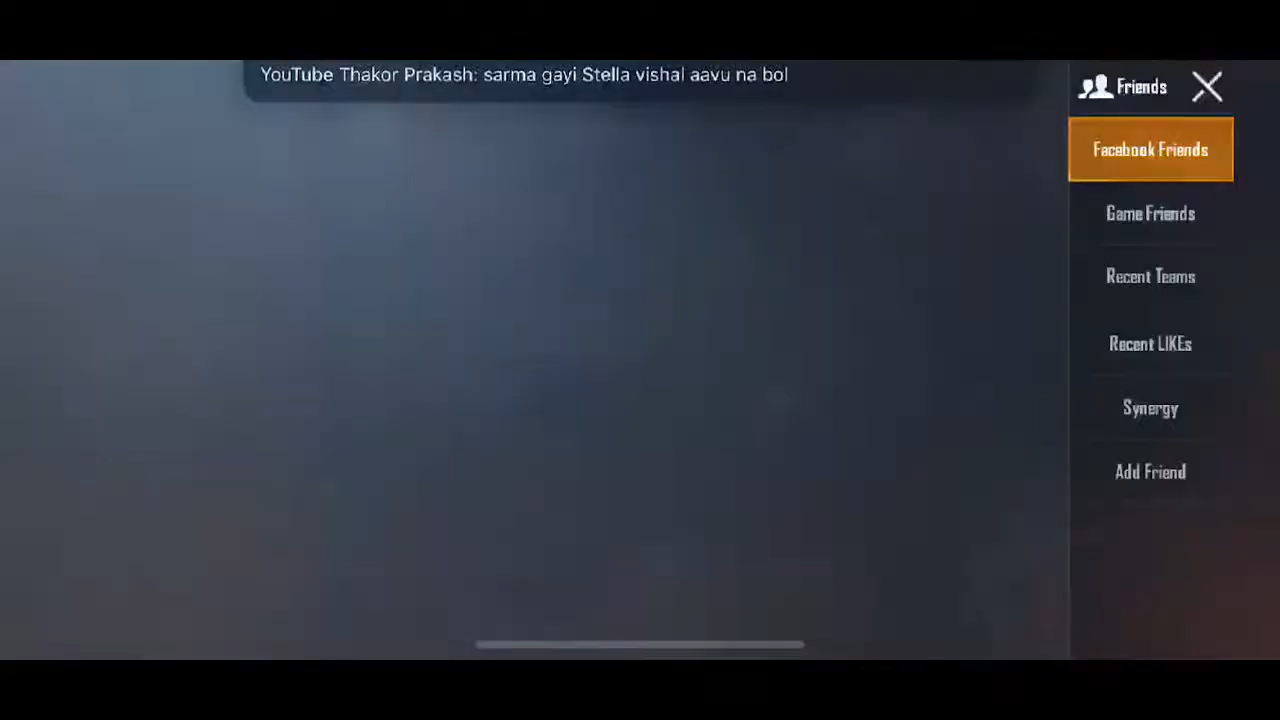 YouTube Thakor Prakash: sarma gayi Stella vishal aavu na bol
Friends
Facebook Friends
Game Friends
Recent Teams
Recent LIKEs
Synergy
Add Friend